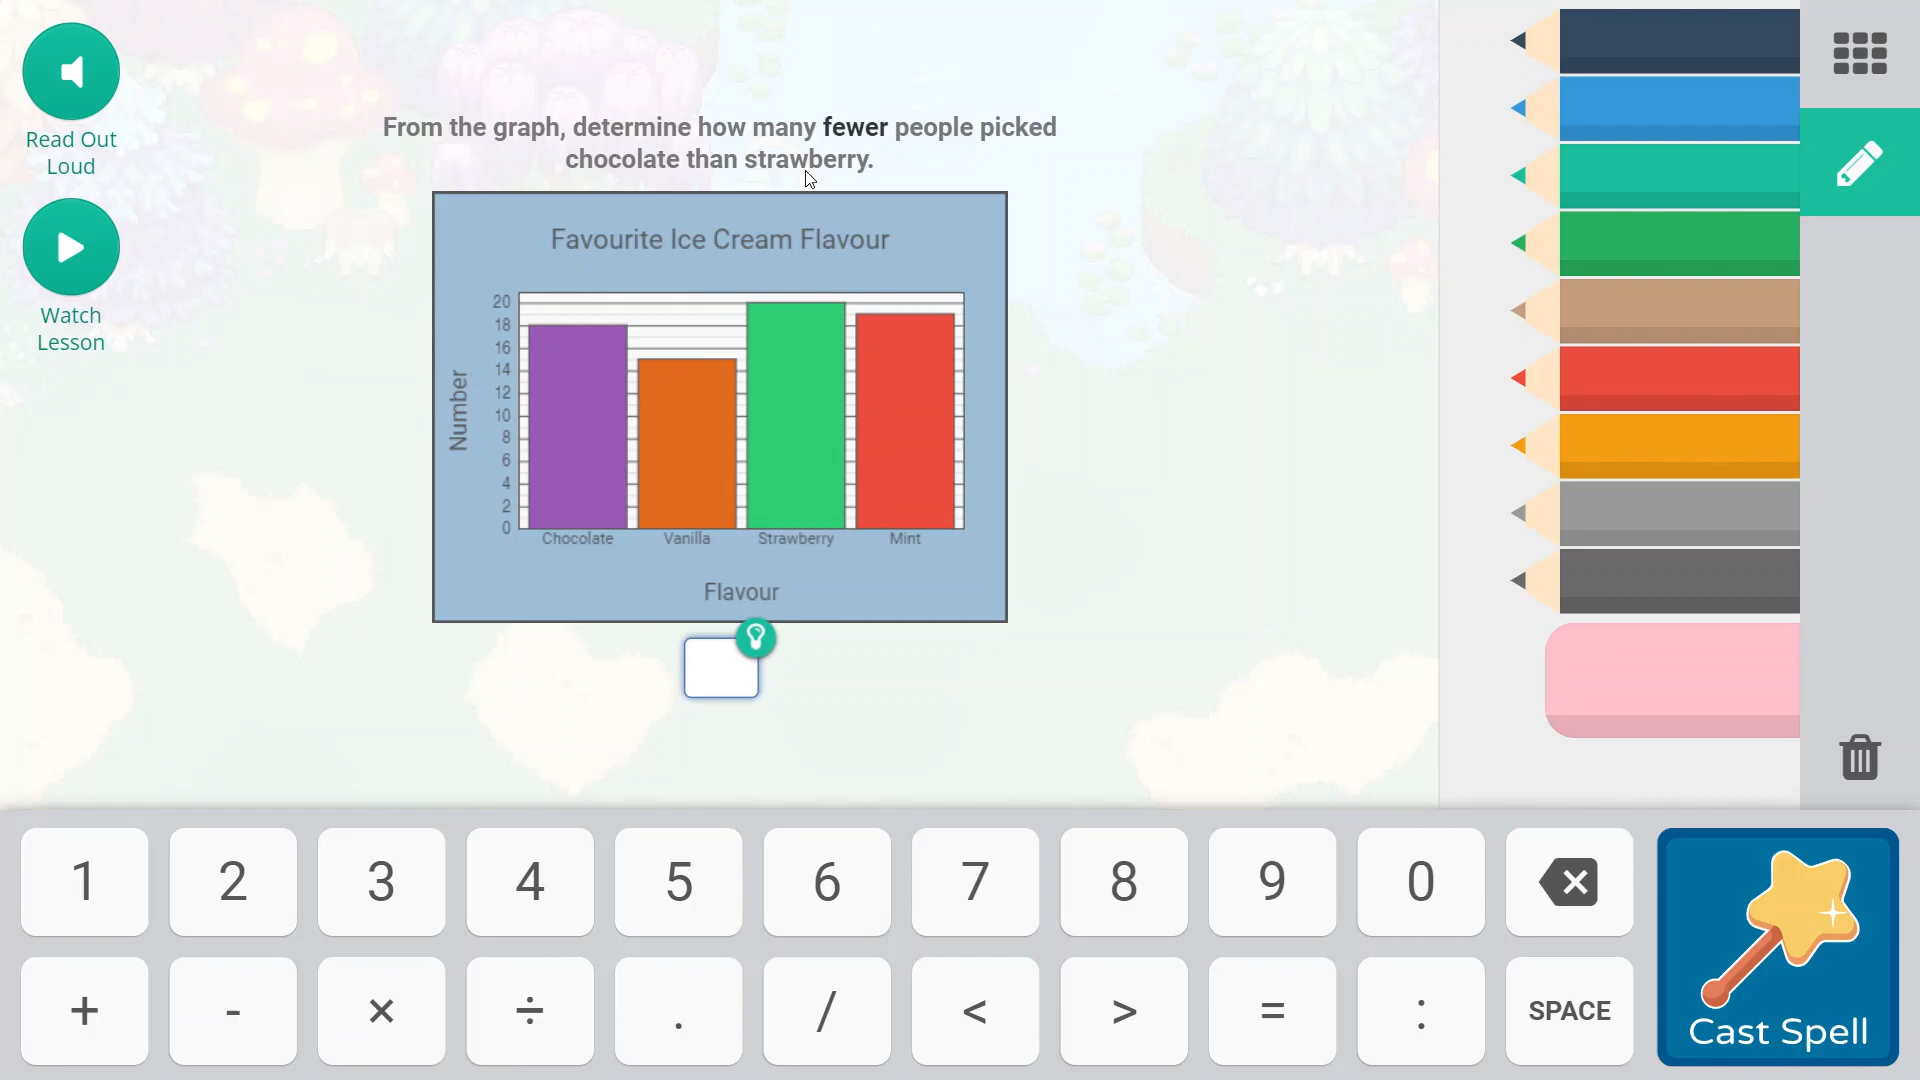 Read Out
Loud
Watch
Lesson
From the graph, determine how many fewer people picked
chocolate than strawberry.
Favourite Ice Cream Flavour
Number
20
18
16
14
12
10
8
6
4
2
0
Chocolate Vanilla Strawberry Mint
Flavour
1 2 3 4 5 6 7 8 9 0
+ - × ÷ . / < > = : SPACE
Cast Spell